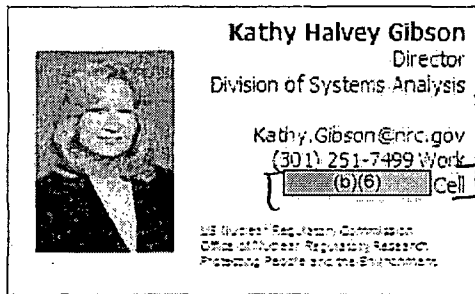 Kathy Halvey Gibson
Director
Division of Systems Analysis
Kathy.Gibson@nrc.gov
(301) 251-7499 Work
(b)(6) Cell
US Nuclear Regulatory Commission
Office of Nuclear Regulatory Research
Protecting People and the Environment